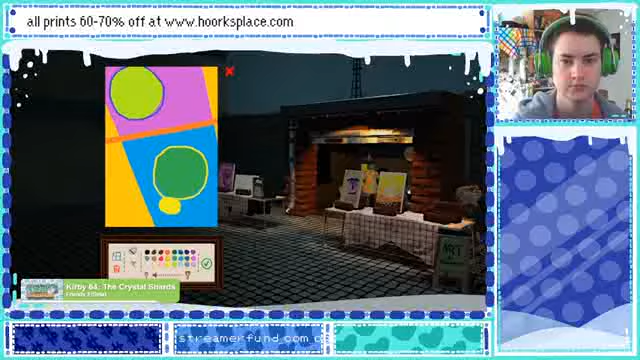 all prints 60-70% off at www.hoorksplace.com
ART
Kirby 64: The Crystal Shards
streamerfund.com